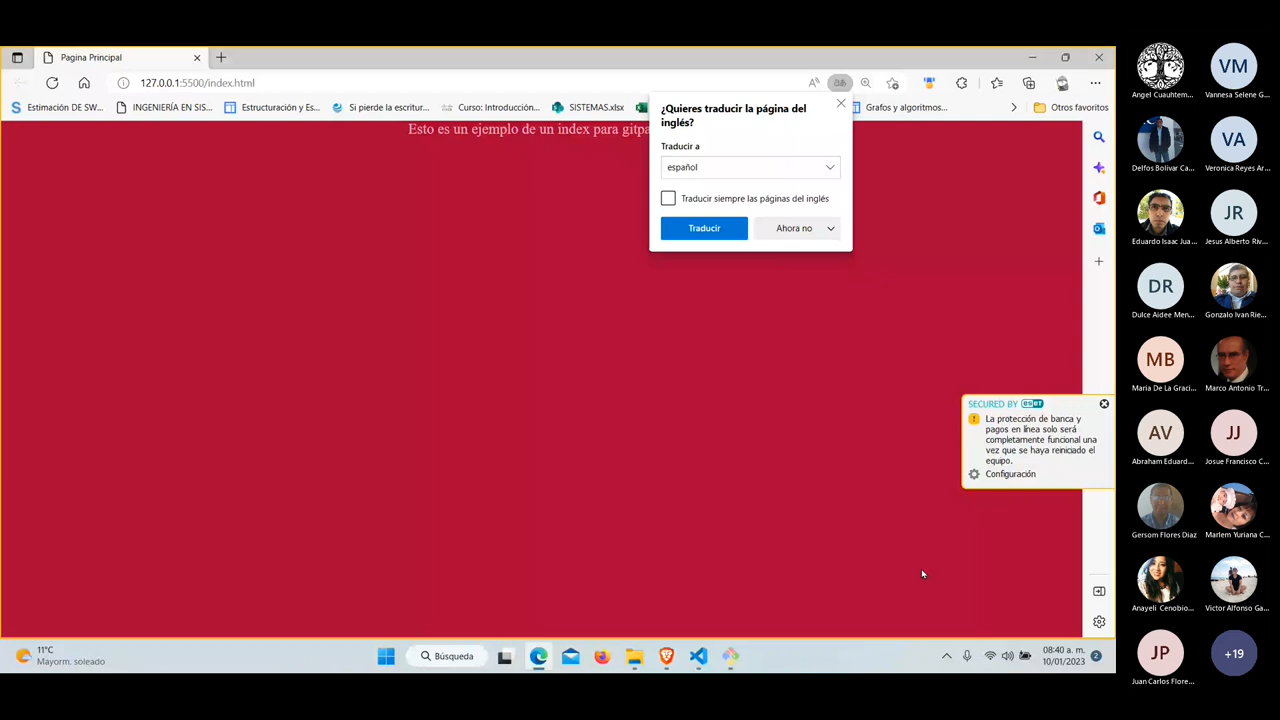 Pagina Principal
127.0.0.1:5500/index.html
Estimación DE SW...
INGENIERÍA EN SIS...
Estructuración y Es...
Si pierde la escritur...
Curso: Introducción...
SISTEMAS.xlsx
Grafos y algoritmos...
Otros favoritos
Esto es un ejemplo de un index para gitpa
¿Quieres traducir la página del
inglés?
Traducir a
español
Traducir siempre las páginas del inglés
Traducir
Ahora no
SECURED BY eset
La protección de banca y
pagos en línea solo será
completamente funcional una
vez que se haya reiniciado el
equipo.
Configuración
11°C
Mayorm. soleado
Búsqueda
08:40 a. m.
10/01/2023
2
Angel Cuauhtem...
VM
Vannesa Selene G...
Delfos Bolivar Ca...
VA
Veronica Reyes Ar...
Eduardo Isaac Jua...
JR
Jesus Alberto Riv...
DR
Dulce Aidee Men...
Gonzalo Ivan Rie...
MB
Maria De La Graci...
Marco Antonio Tr...
AV
Abraham Eduard...
JJ
Josue Francisco C...
Gersom Flores Diaz
Marlem Yuriana C...
Anayeli Cenobio...
Victor Alfonso Ga...
JP
Juan Carlos Flore...
+19